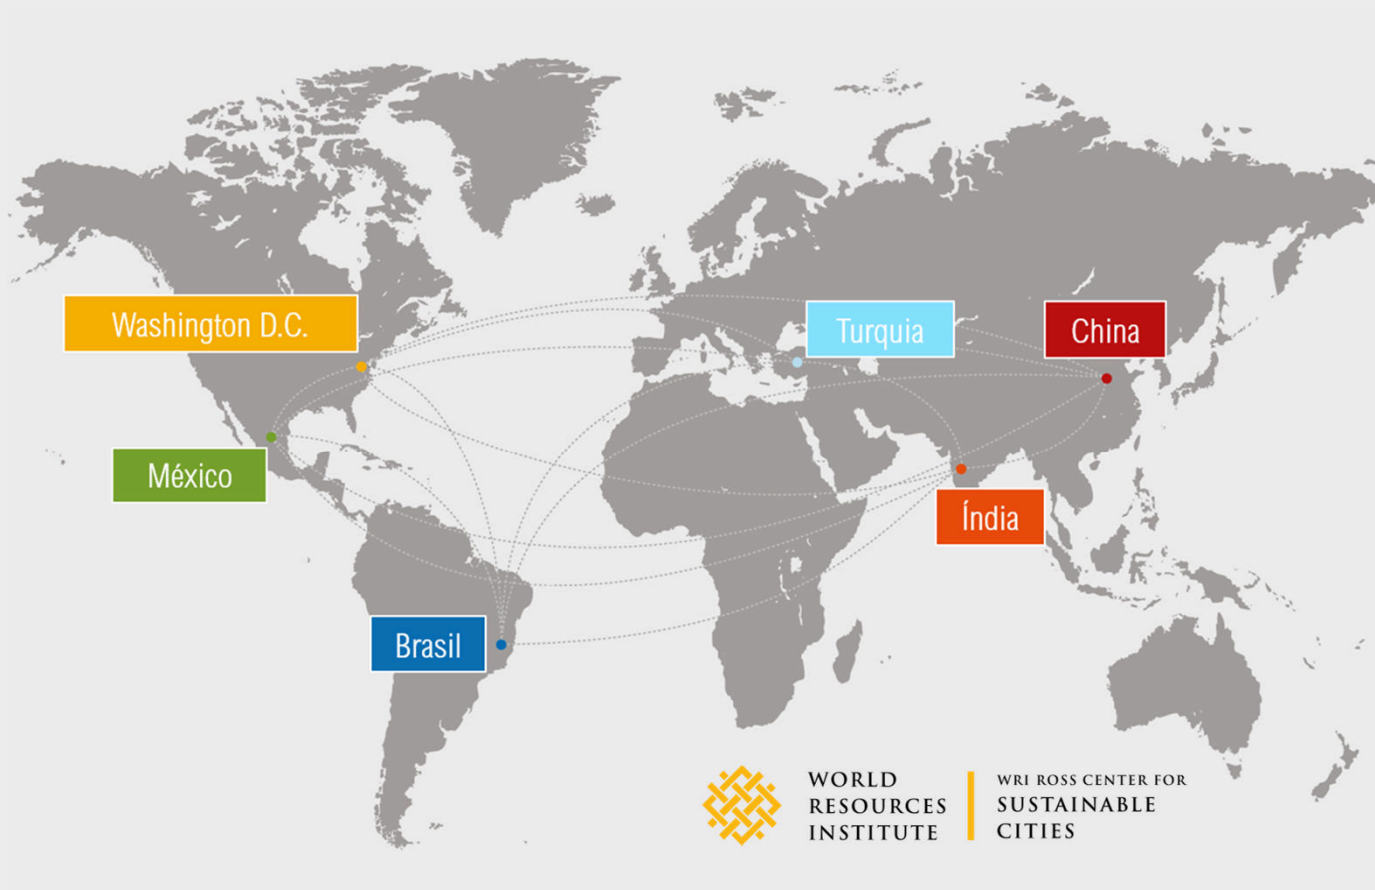 Washington D.C.
Turquia
China
México
Índia
Brasil
WORLD
RESOURCES
INSTITUTE
WRI ROSS CENTER FOR
SUSTAINABLE
CITIES